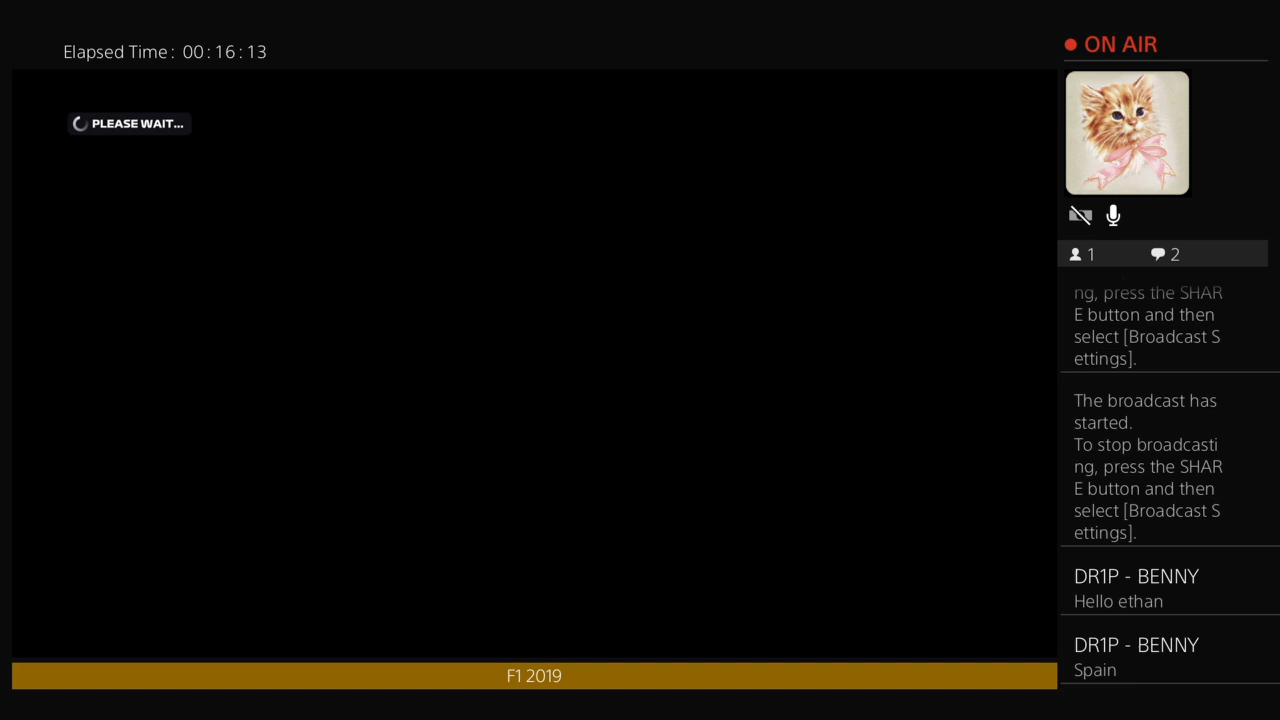 Elapsed Time: 00:16:13
ON AIR
PLEASE WAIT...
1 2
ng, press the SHAR
E button and then
select [Broadcast S
ettings].
The broadcast has
started.
To stop broadcasti
ng, press the SHAR
E button and then
select [Broadcast S
ettings].
DR1P - BENNY
Hello ethan
DR1P - BENNY
Spain
F1 2019